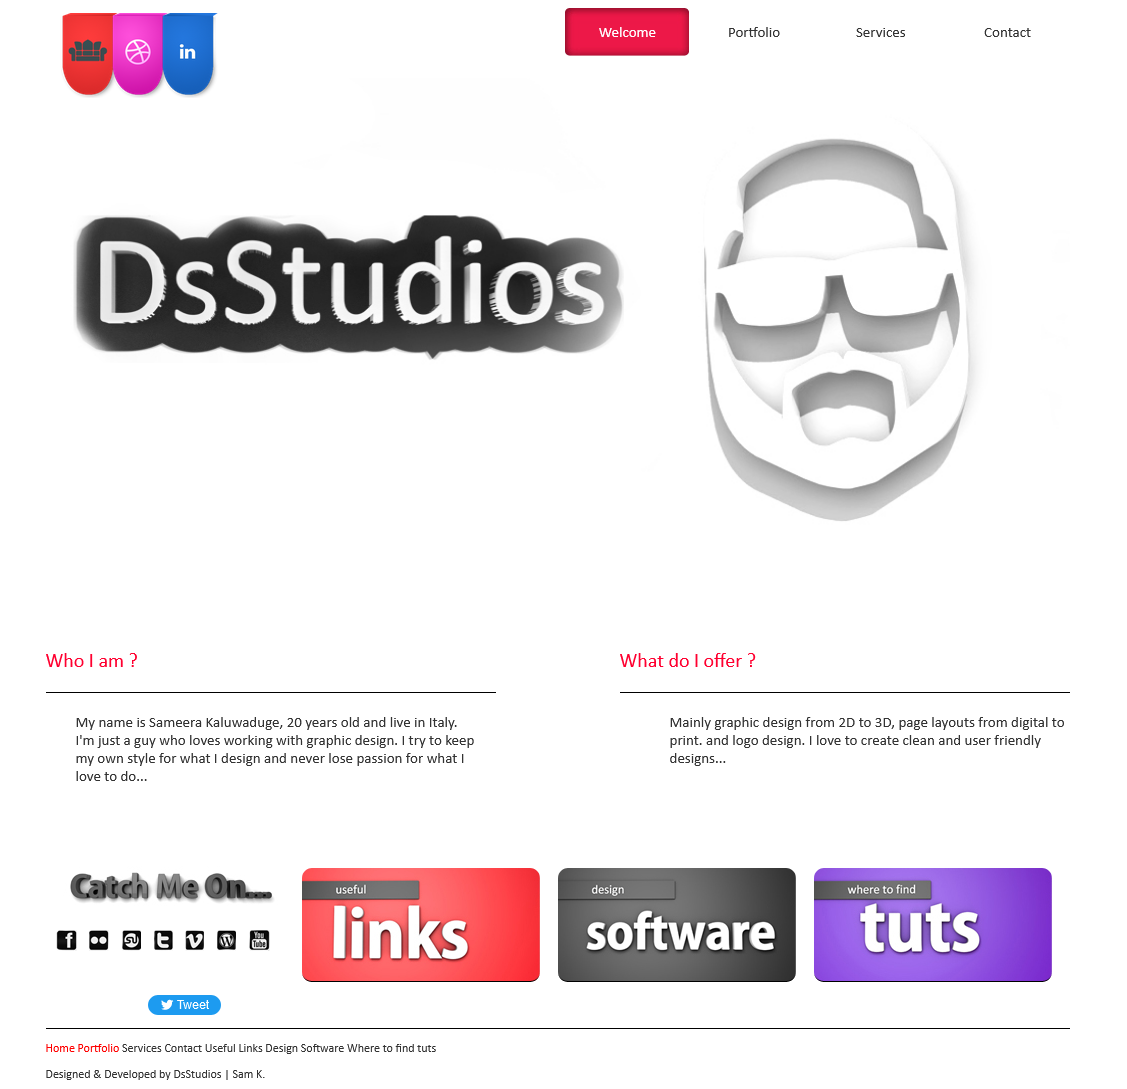 in
Welcome Portfolio Services Contact
DsStudios
Who I am ?
My name is Sameera Kaluwaduge, 20 years old and live in Italy.
I'm just a guy who loves working with graphic design. I try to keep
my own style for what I design and never lose passion for what I
love to do...
What do I offer ?
Mainly graphic design from 2D to 3D, page layouts from digital to
print. and logo design. I love to create clean and user friendly
designs...
Catch Me On....
You
Tube
Tweet
useful
links
design
software
where to find
tuts
Home Portfolio Services Contact Useful Links Design Software Where to find tuts
Designed & Developed by DsStudios | Sam K.